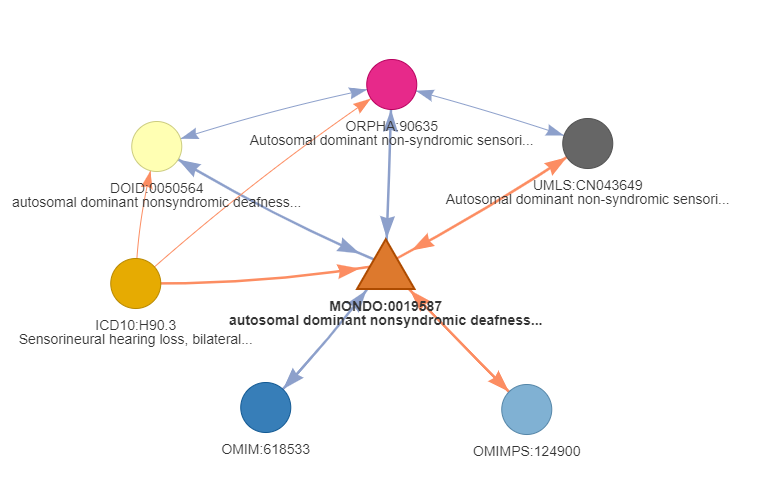 ORPHA:90635
Autosomal dominant non-syndromic sensori...
DOID:0050564
autosomal dominant nonsyndromic deafness...
UMLS:CN043649
Autosomal dominant non-syndromic sensori...
MONDO:0019587
autosomal dominant nonsyndromic deafness...
ICD10:H90.3
Sensorineural hearing loss, bilateral...
OMIM:618533
OMIMPS:124900